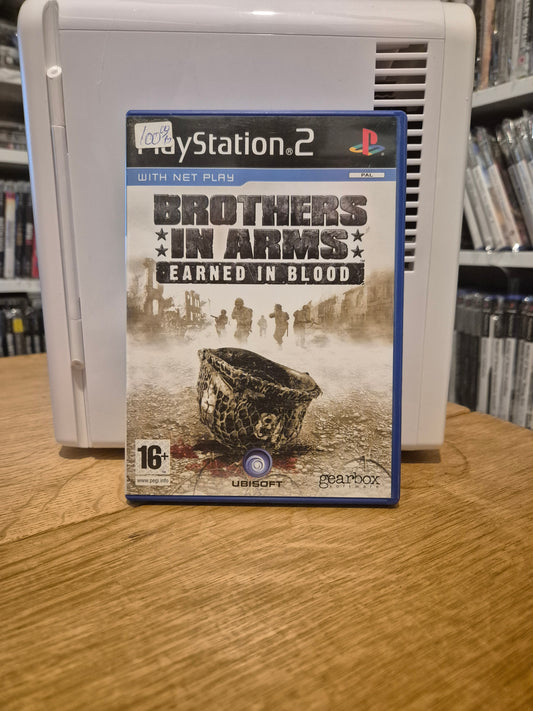 100
PlayStation®2
WITH NET PLAY
PAL
BROTHERS
IN ARMS
EARNED IN BLOOD
16+
www.pegi.info
UBISOFT
gearbox
software